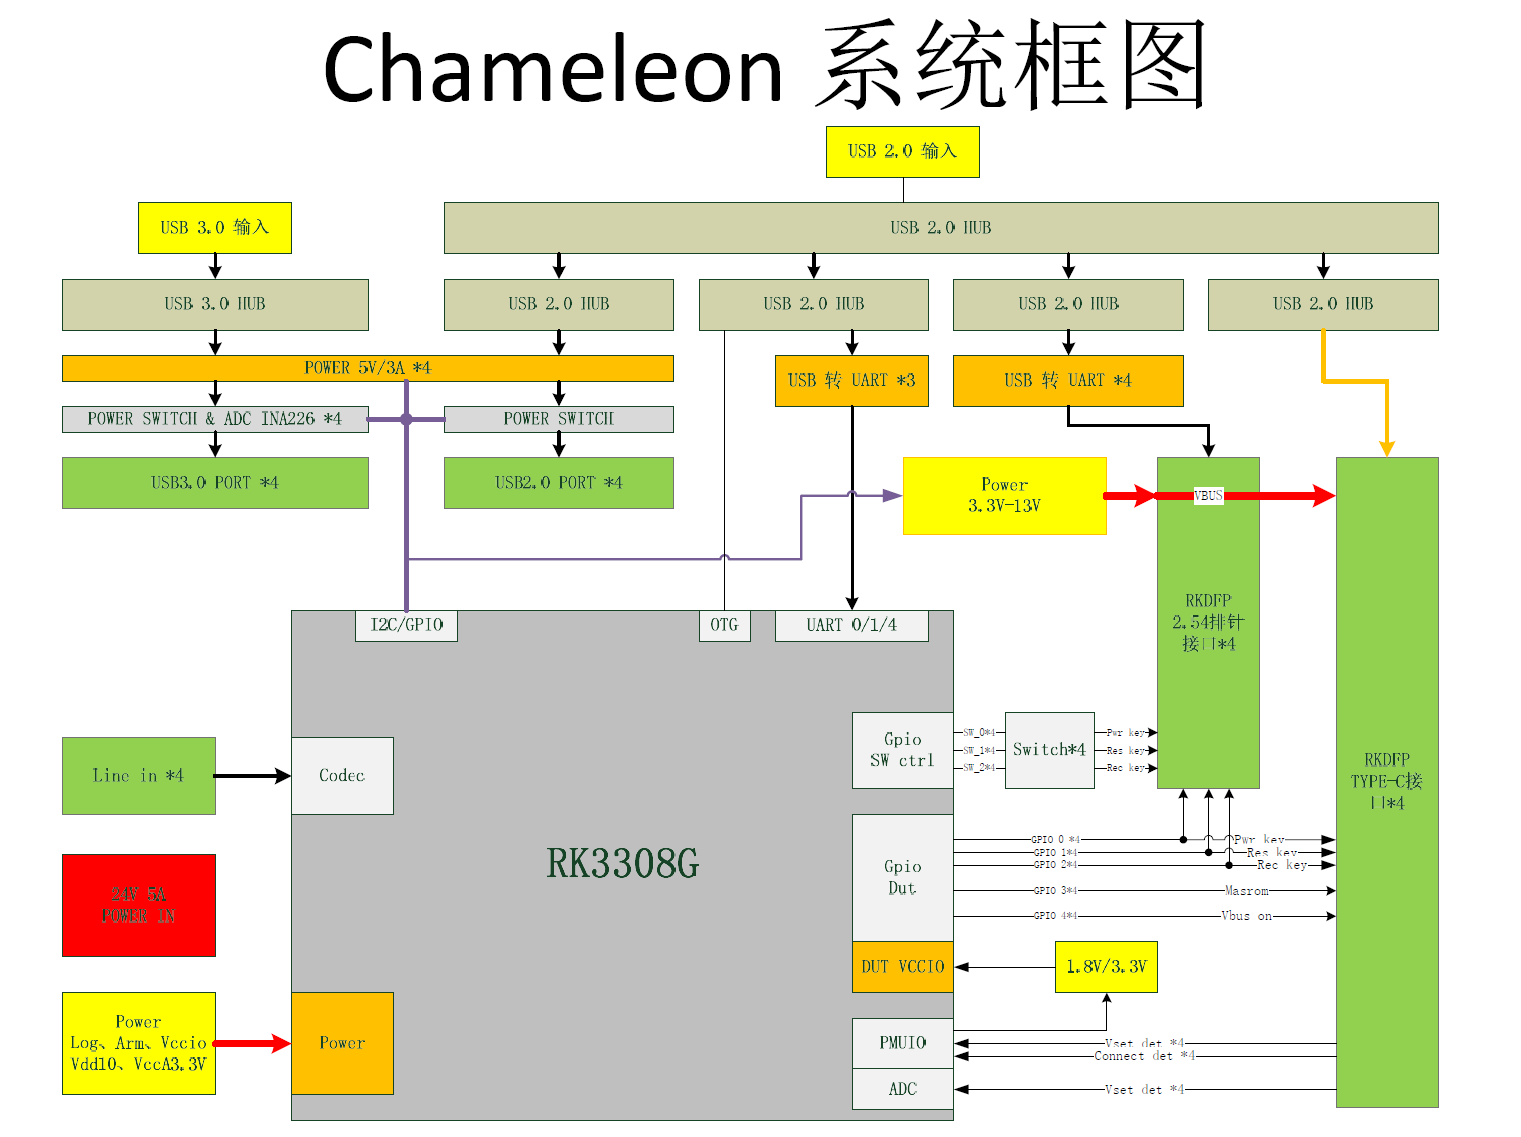 Chameleon 系统框图
USB 2.0 输入
USB 3.0 输入
USB 2.0 HUB
USB 3.0 HUB
USB 2.0 HUB
USB 2.0 HUB
USB 2.0 HUB
USB 2.0 HUB
POWER 5V/3A *4
USB 转 UART *3
USB 转 UART *4
POWER SWITCH & ADC INA226 *4
POWER SWITCH
USB3.0 PORT *4
USB2.0 PORT *4
Power
3.3V-13V
VBUS
RKDFP
2.54排针
接口*4
I2C/GPIO
OTG
UART 0/1/4
Gpio
SW ctrl
SW_0*4
SW_1*4
SW_2*4
Switch*4
Pwr key
Res key
Rec key
RKDFP
TYPE-C接
口*4
Line in *4
Codec
RK3308G
Gpio
Dut
GPIO 0 *4
GPIO 1*4
GPIO 2*4
GPIO 3*4
GPIO 4*4
Pwr key
Res key
Rec key
Masrom
Vbus on
24V 5A
POWER IN
DUT VCCIO
1.8V/3.3V
Power
Log、Arm、Vccio
Vdd10、VccA3.3V
Power
PMUIO
Vset det *4
Connect det *4
ADC
Vset det *4